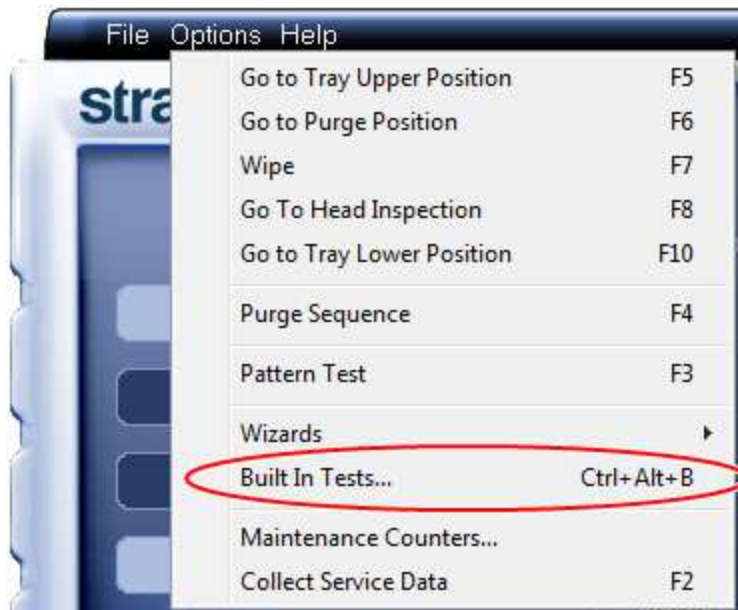 File Options Help
stra
Go to Tray Upper Position F5
Go to Purge Position F6
Wipe F7
Go To Head Inspection F8
Go to Tray Lower Position F10
Purge Sequence F4
Pattern Test F3
Wizards
Built In Tests... Ctrl+Alt+B
Maintenance Counters...
Collect Service Data F2